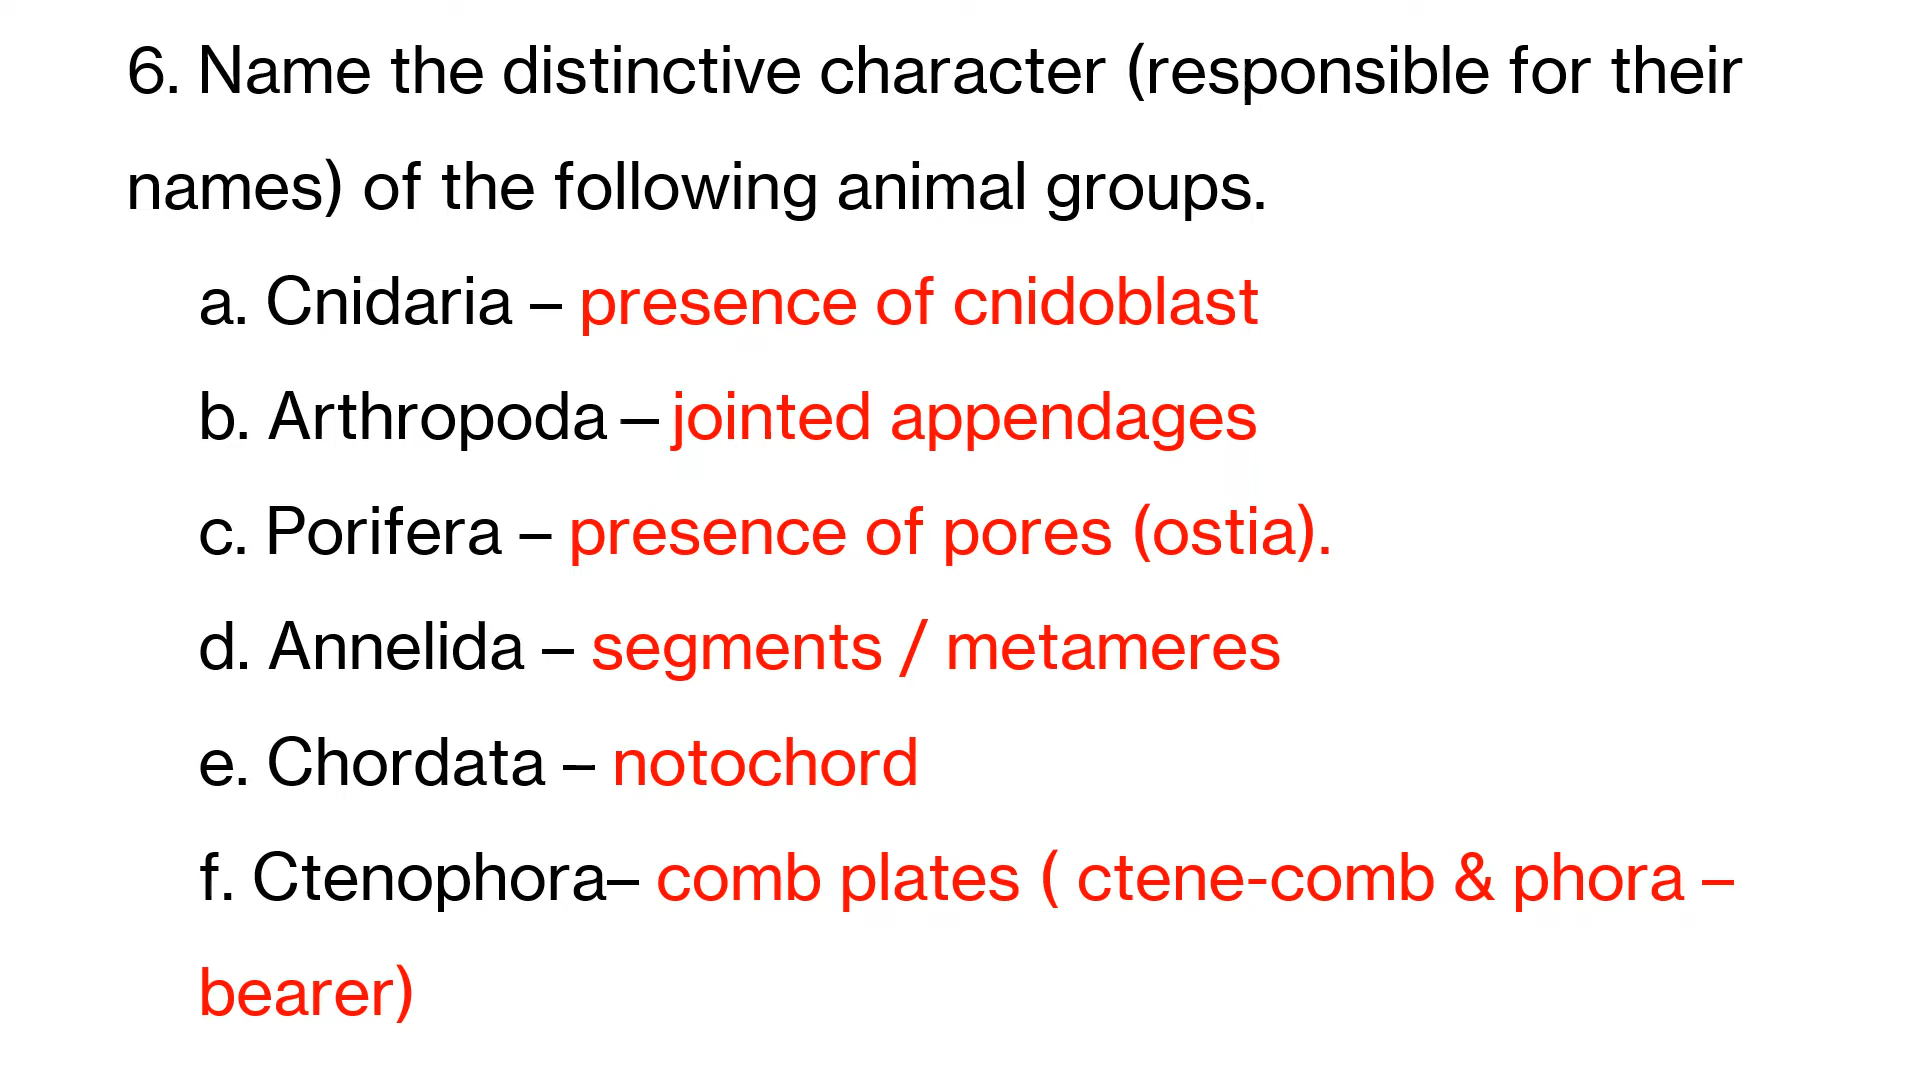 6. Name the distinctive character (responsible for their
names) of the following animal groups.
a. Cnidaria – presence of cnidoblast
b. Arthropoda – jointed appendages
c. Porifera – presence of pores (ostia).
d. Annelida – segments / metameres
e. Chordata – notochord
f. Ctenophora– comb plates ( ctene-comb & phora –
bearer)